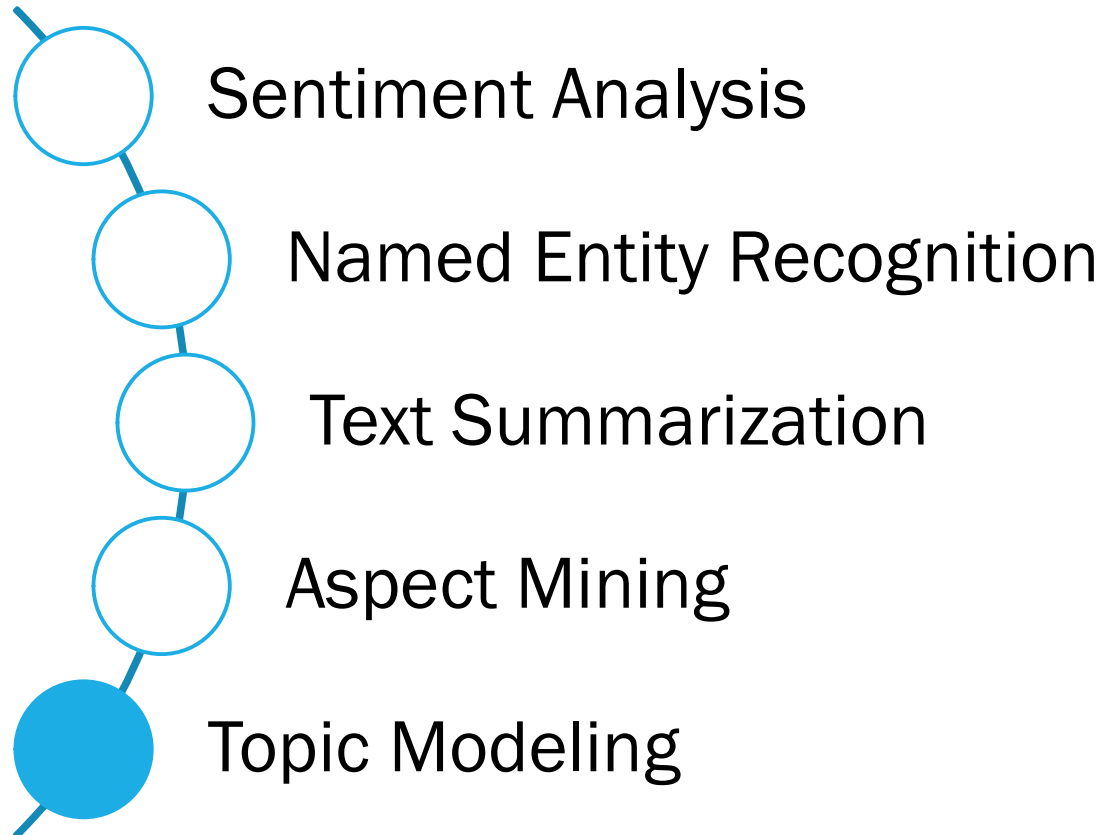 Sentiment Analysis
Named Entity Recognition
Text Summarization
Aspect Mining
Topic Modeling